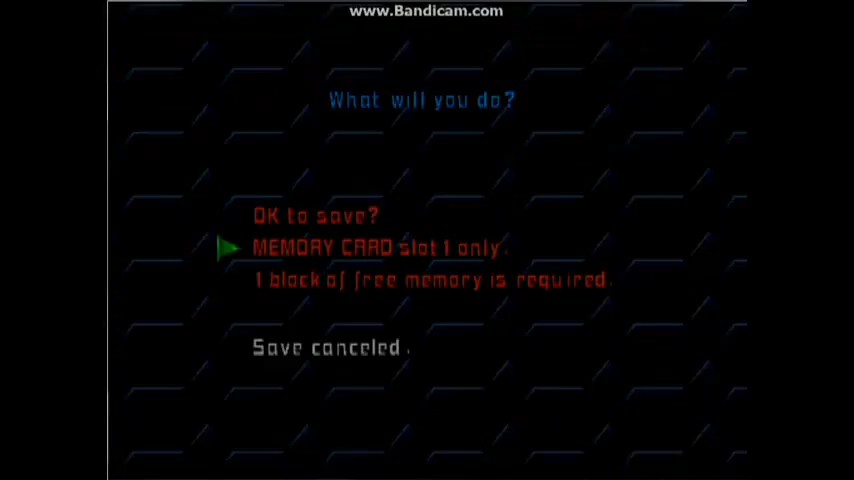 www.Bandicam.com
What will you do?
OK to save?
MEMORY CARD slot 1 only.
1 block of free memory is required.
Save canceled.